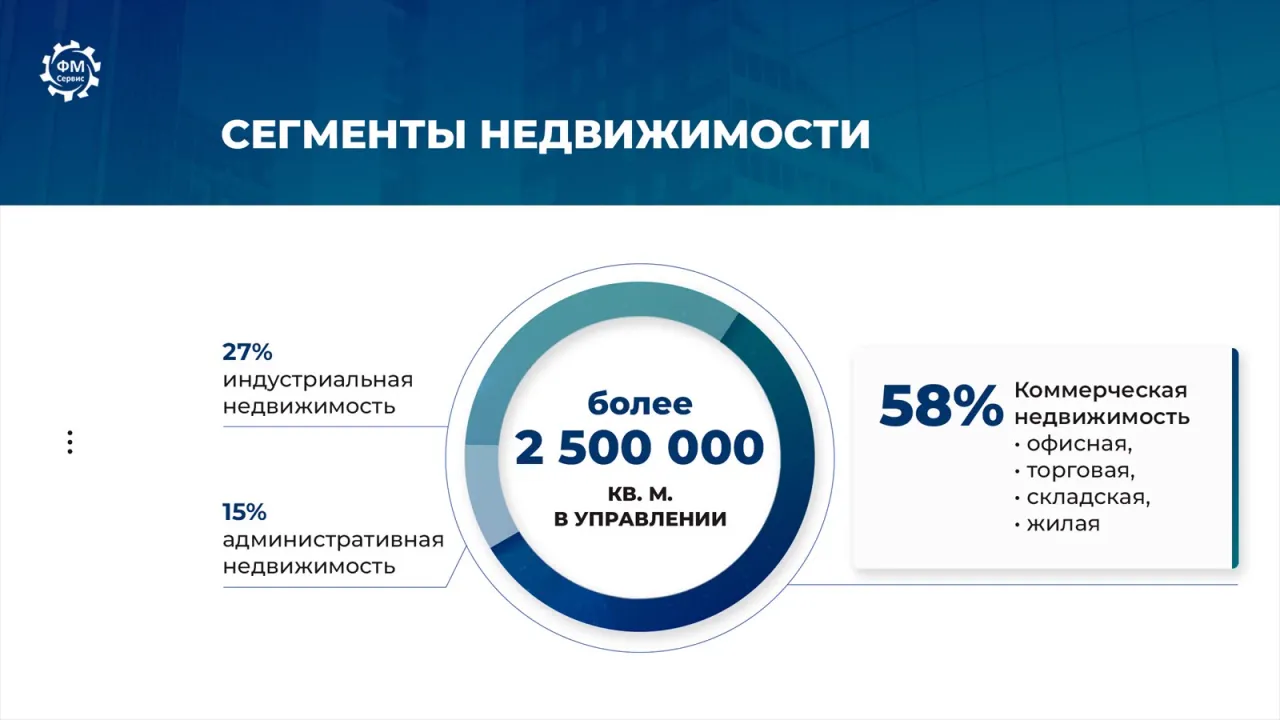 ФМ
Сервис
СЕГМЕНТЫ НЕДВИЖИМОСТИ
27%
индустриальная
недвижимость
15%
административная
недвижимость
более
2 500 000
КВ. М.
В УПРАВЛЕНИИ
58%
Коммерческая
недвижимость
• офисная,
• торговая,
• складская,
• жилая